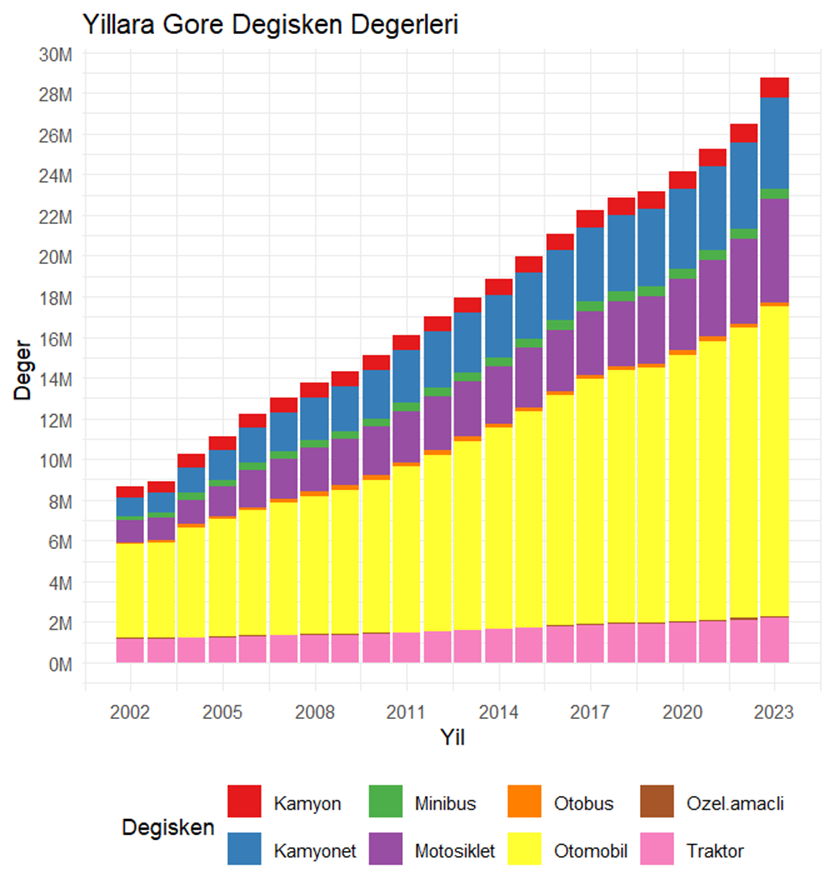 Yillara Gore Degisken Degerleri
30M
28M
26M
24M
22M
20M
18M
16M
14M
12M
10M
8M
6M
4M
2M
0M
Deger
2002 2005 2008 2011 2014 2017 2020 2023
Yil
Degisken
Kamyon Minibus Otobus Ozel.amacli
Kamyonet Motosiklet Otomobil Traktor